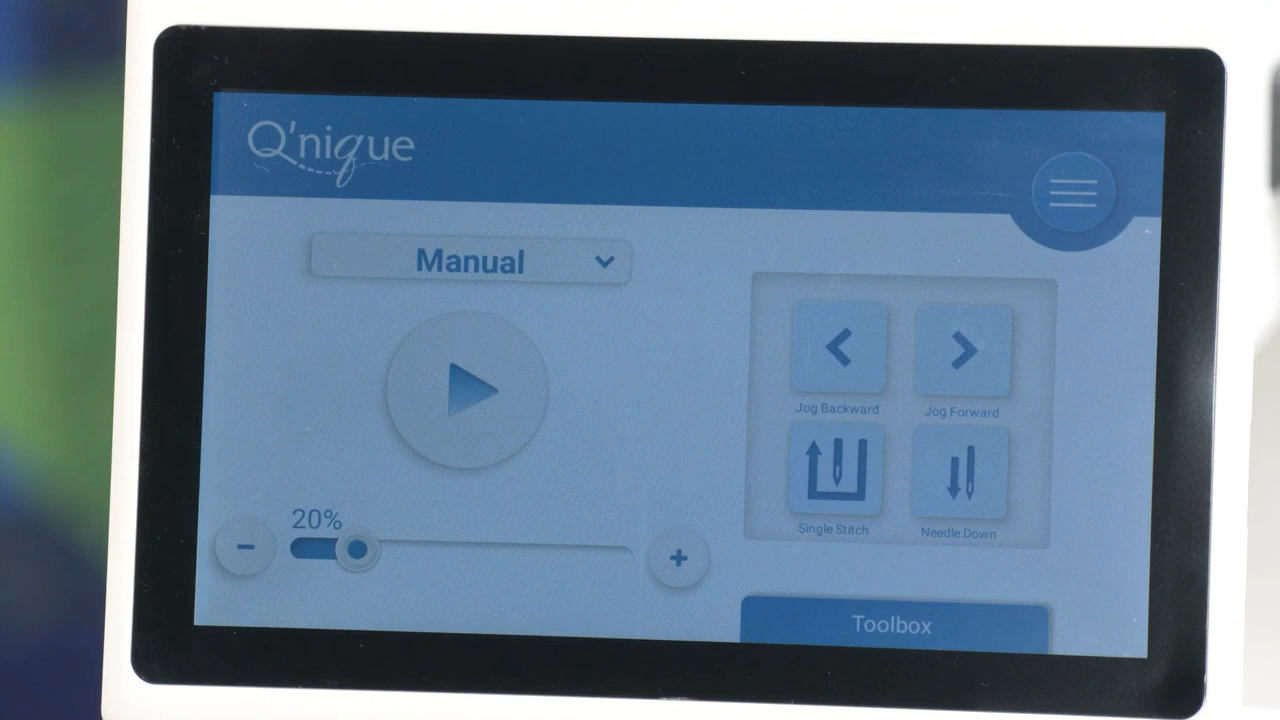 Q'nique
Manual
20%
-
+
Jog Backward
Jog Forward
Single Stitch
Needle Down
Toolbox